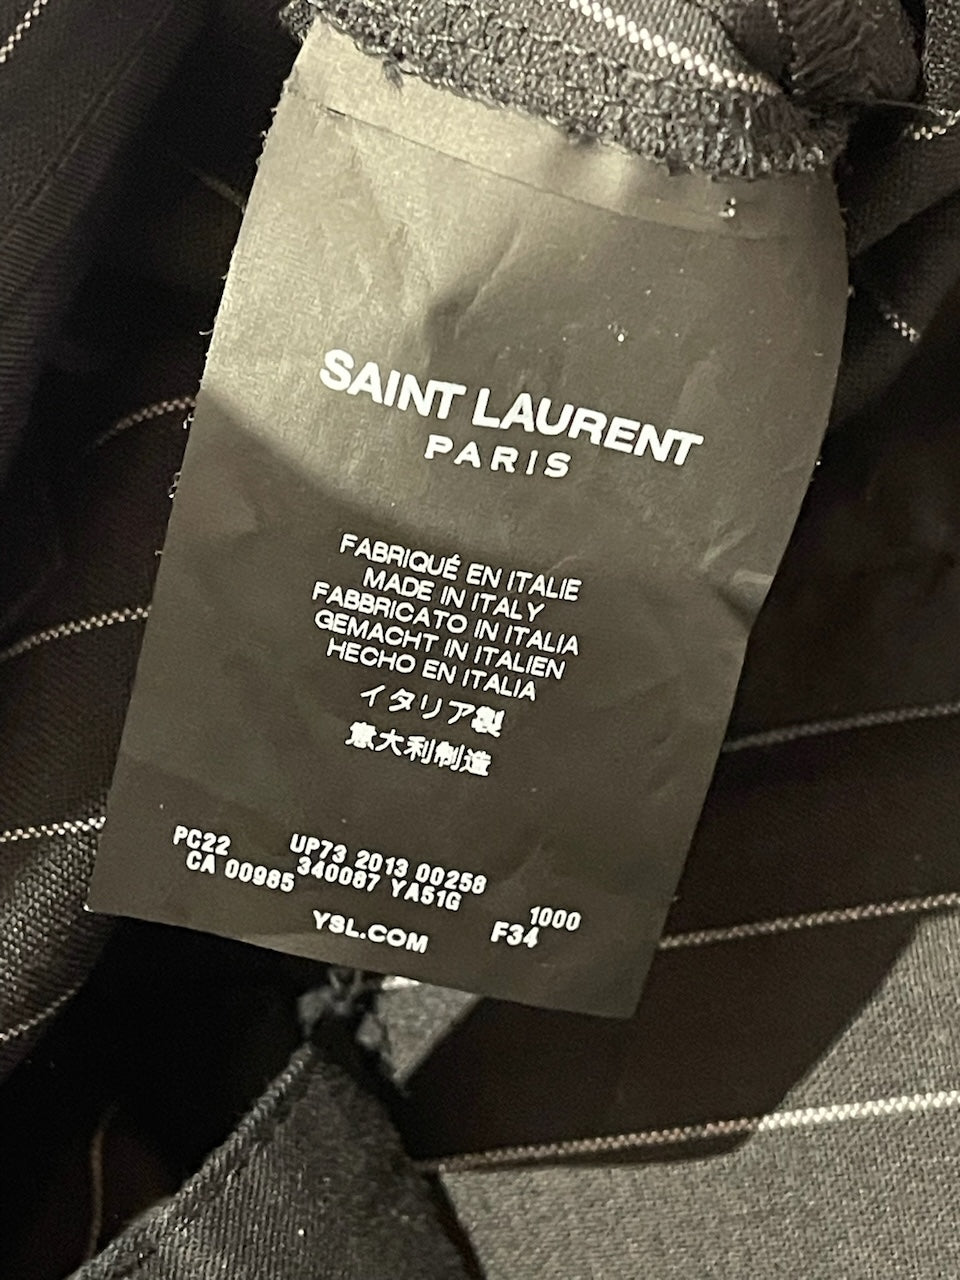 SAINT LAURENT
PARIS
FABRIQUÉ EN ITALIE
MADE IN ITALY
FABBRICATO IN ITALIA
GEMACHT IN ITALIEN
HECHO EN ITALIA
イタリア製
意大利制造
PC22 UP73 2013 00258
CA 00985 340087 YA51G 1000
YSL.COM F34